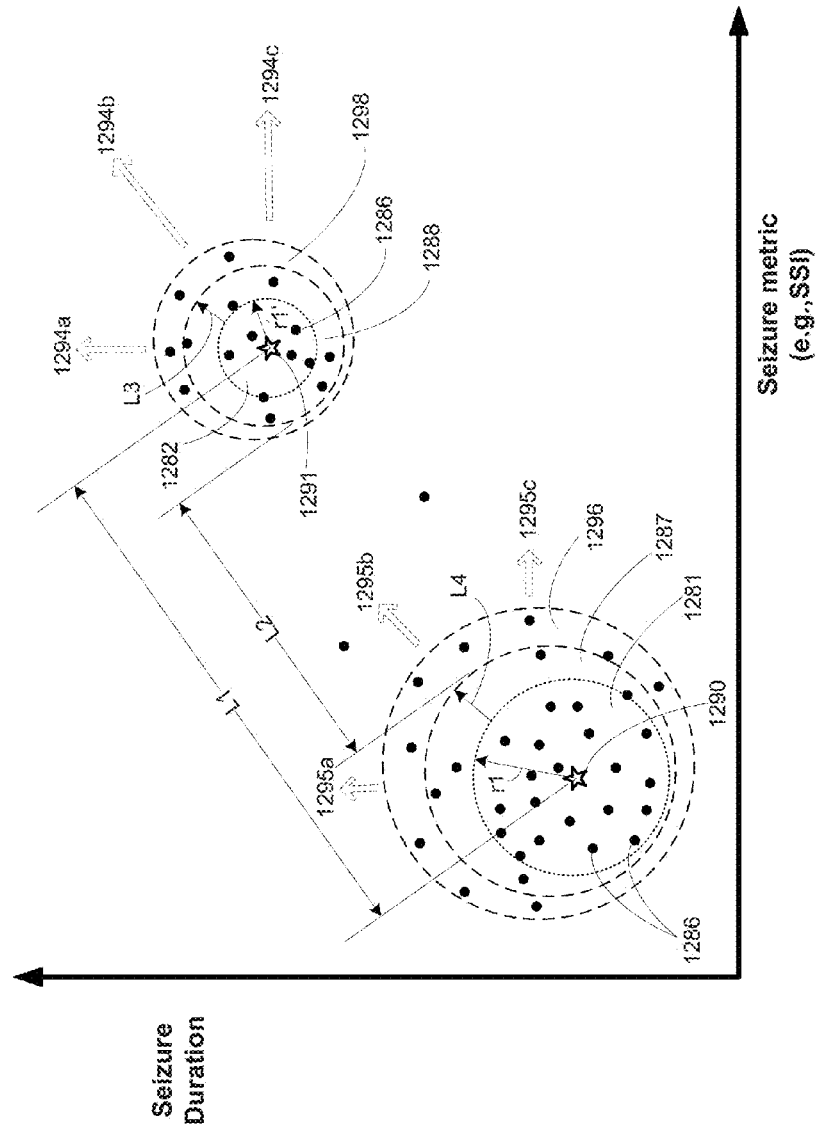 Seizure
Duration
1294b
1294c
1294a
1298
1286
1288
L3
r1'
1282
1291
L1
L2
1295c
1295b
1296
1287
L4
1281
1295a
r1
1290
1286
Seizure metric
(e.g.,SSI)